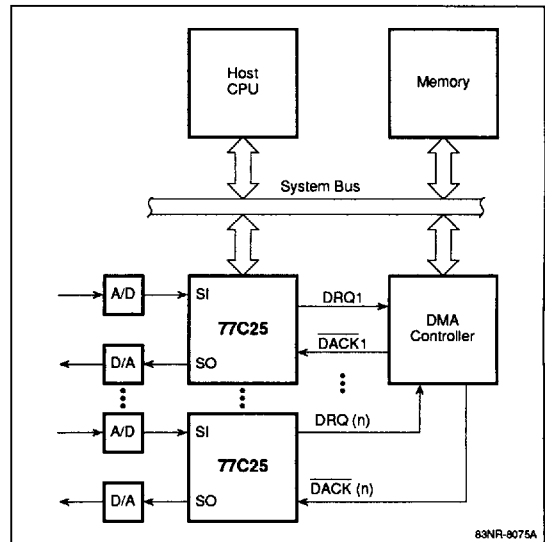 Host
CPU
Memory
System Bus
A/D
SI
DRQ1
77C25
DMA
Controller
D/A
SO
DACK1
A/D
SI
DRQ (n)
77C25
D/A
SO
DACK (n)
83NR-8075A